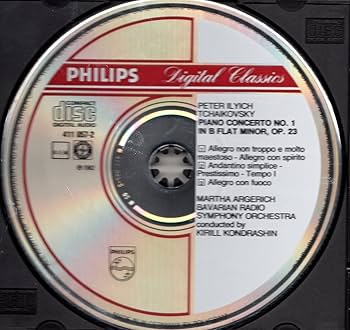 PHILIPS Digital Classics
COMPACT
disc
DIGITAL AUDIO
411 057-2
℗ 1982
PETER ILYICH
TCHAIKOVSKY
PIANO CONCERTO NO. 1
IN B FLAT MINOR, OP. 23
1 Allegro non troppo e molto
maestoso - Allegro con spirito
2 Andantino simplice -
Prestissimo - Tempo I
3 Allegro con fuoco
MARTHA ARGERICH
BAVARIAN RADIO
SYMPHONY ORCHESTRA
conducted by
KIRILL KONDRASHIN
PHILIPS